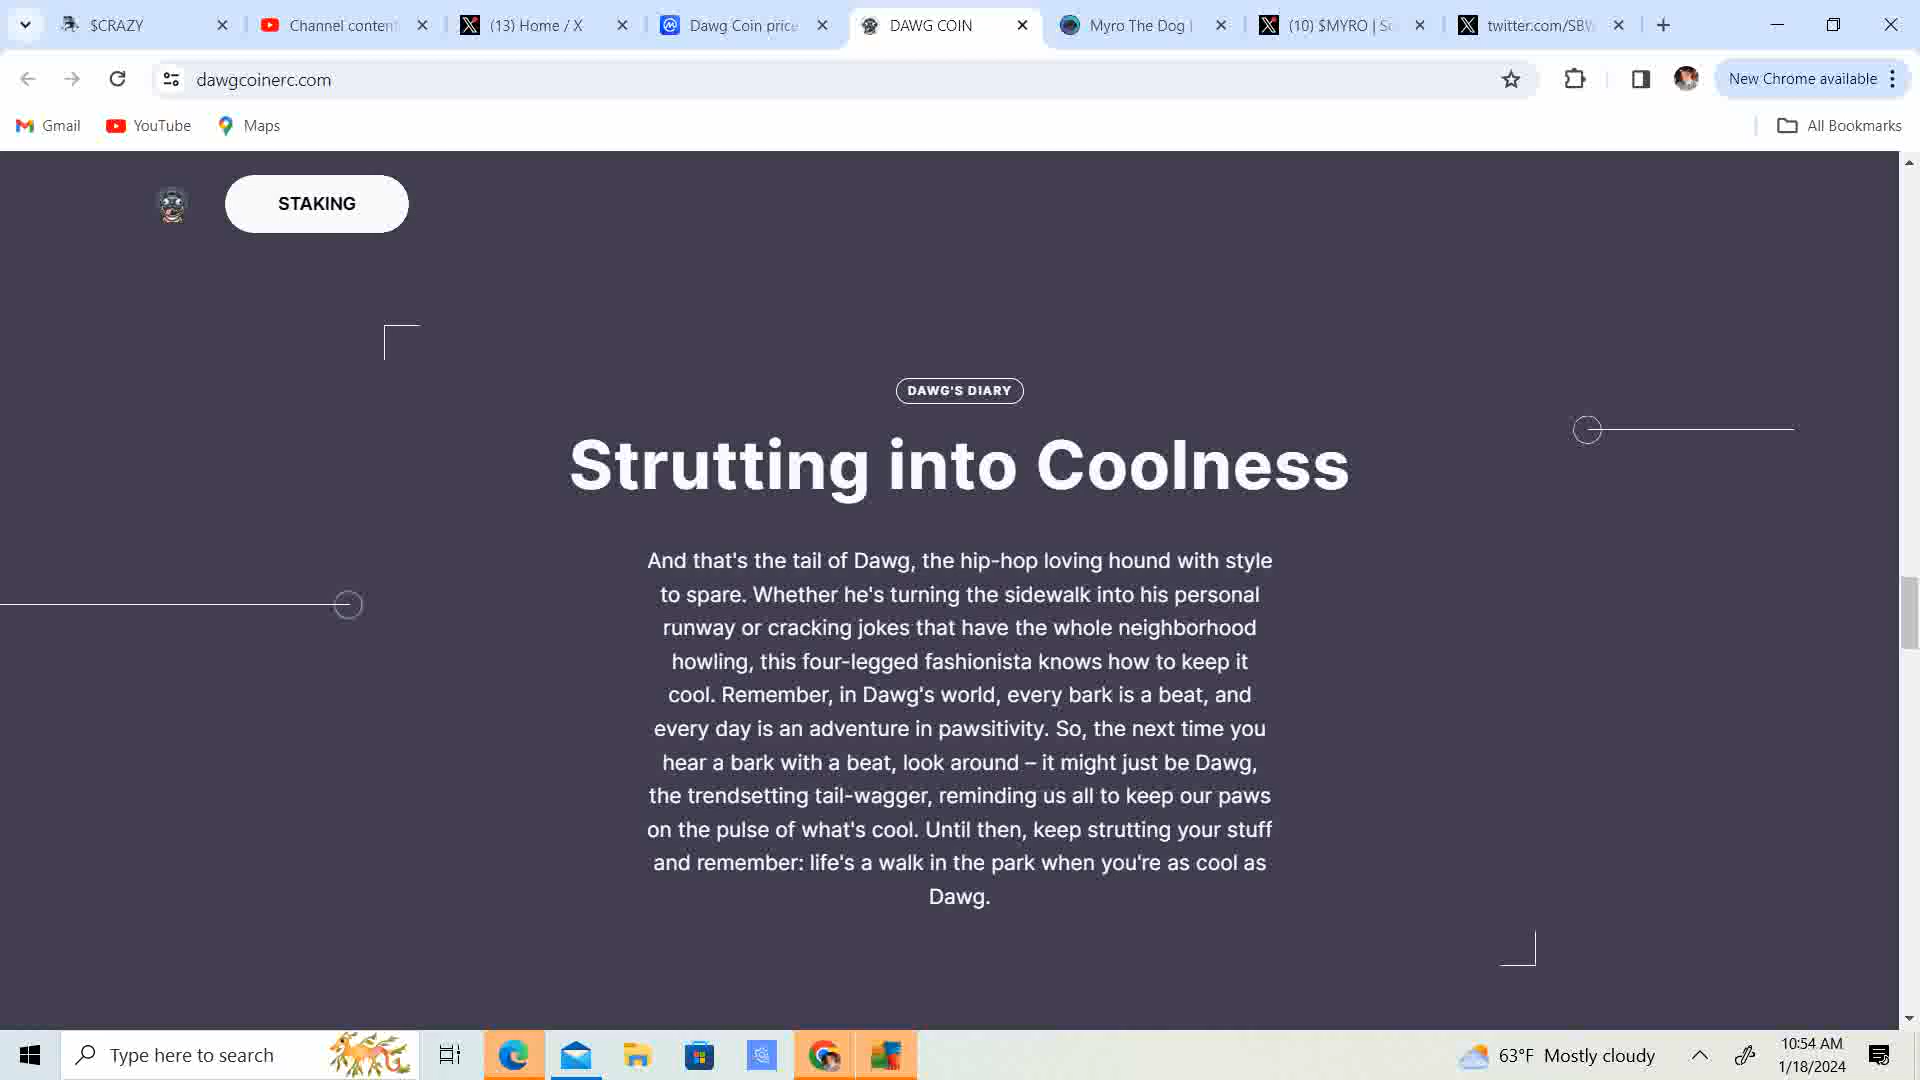 $CRAZY
Channel content
(13) Home / X
Dawg Coin price
DAWG COIN
Myro The Dog |
(10) $MYRO | So
twitter.com/SBW
dawgcoinerc.com
New Chrome available
Gmail
YouTube
Maps
All Bookmarks
STAKING
DAWG'S DIARY
Strutting into Coolness
And that's the tail of Dawg, the hip-hop loving hound with style
to spare. Whether he's turning the sidewalk into his personal
runway or cracking jokes that have the whole neighborhood
howling, this four-legged fashionista knows how to keep it
cool. Remember, in Dawg's world, every bark is a beat, and
every day is an adventure in pawsitivity. So, the next time you
hear a bark with a beat, look around – it might just be Dawg,
the trendsetting tail-wagger, reminding us all to keep our paws
on the pulse of what's cool. Until then, keep strutting your stuff
and remember: life's a walk in the park when you're as cool as
Dawg.
Type here to search
63°F Mostly cloudy
10:54 AM
1/18/2024